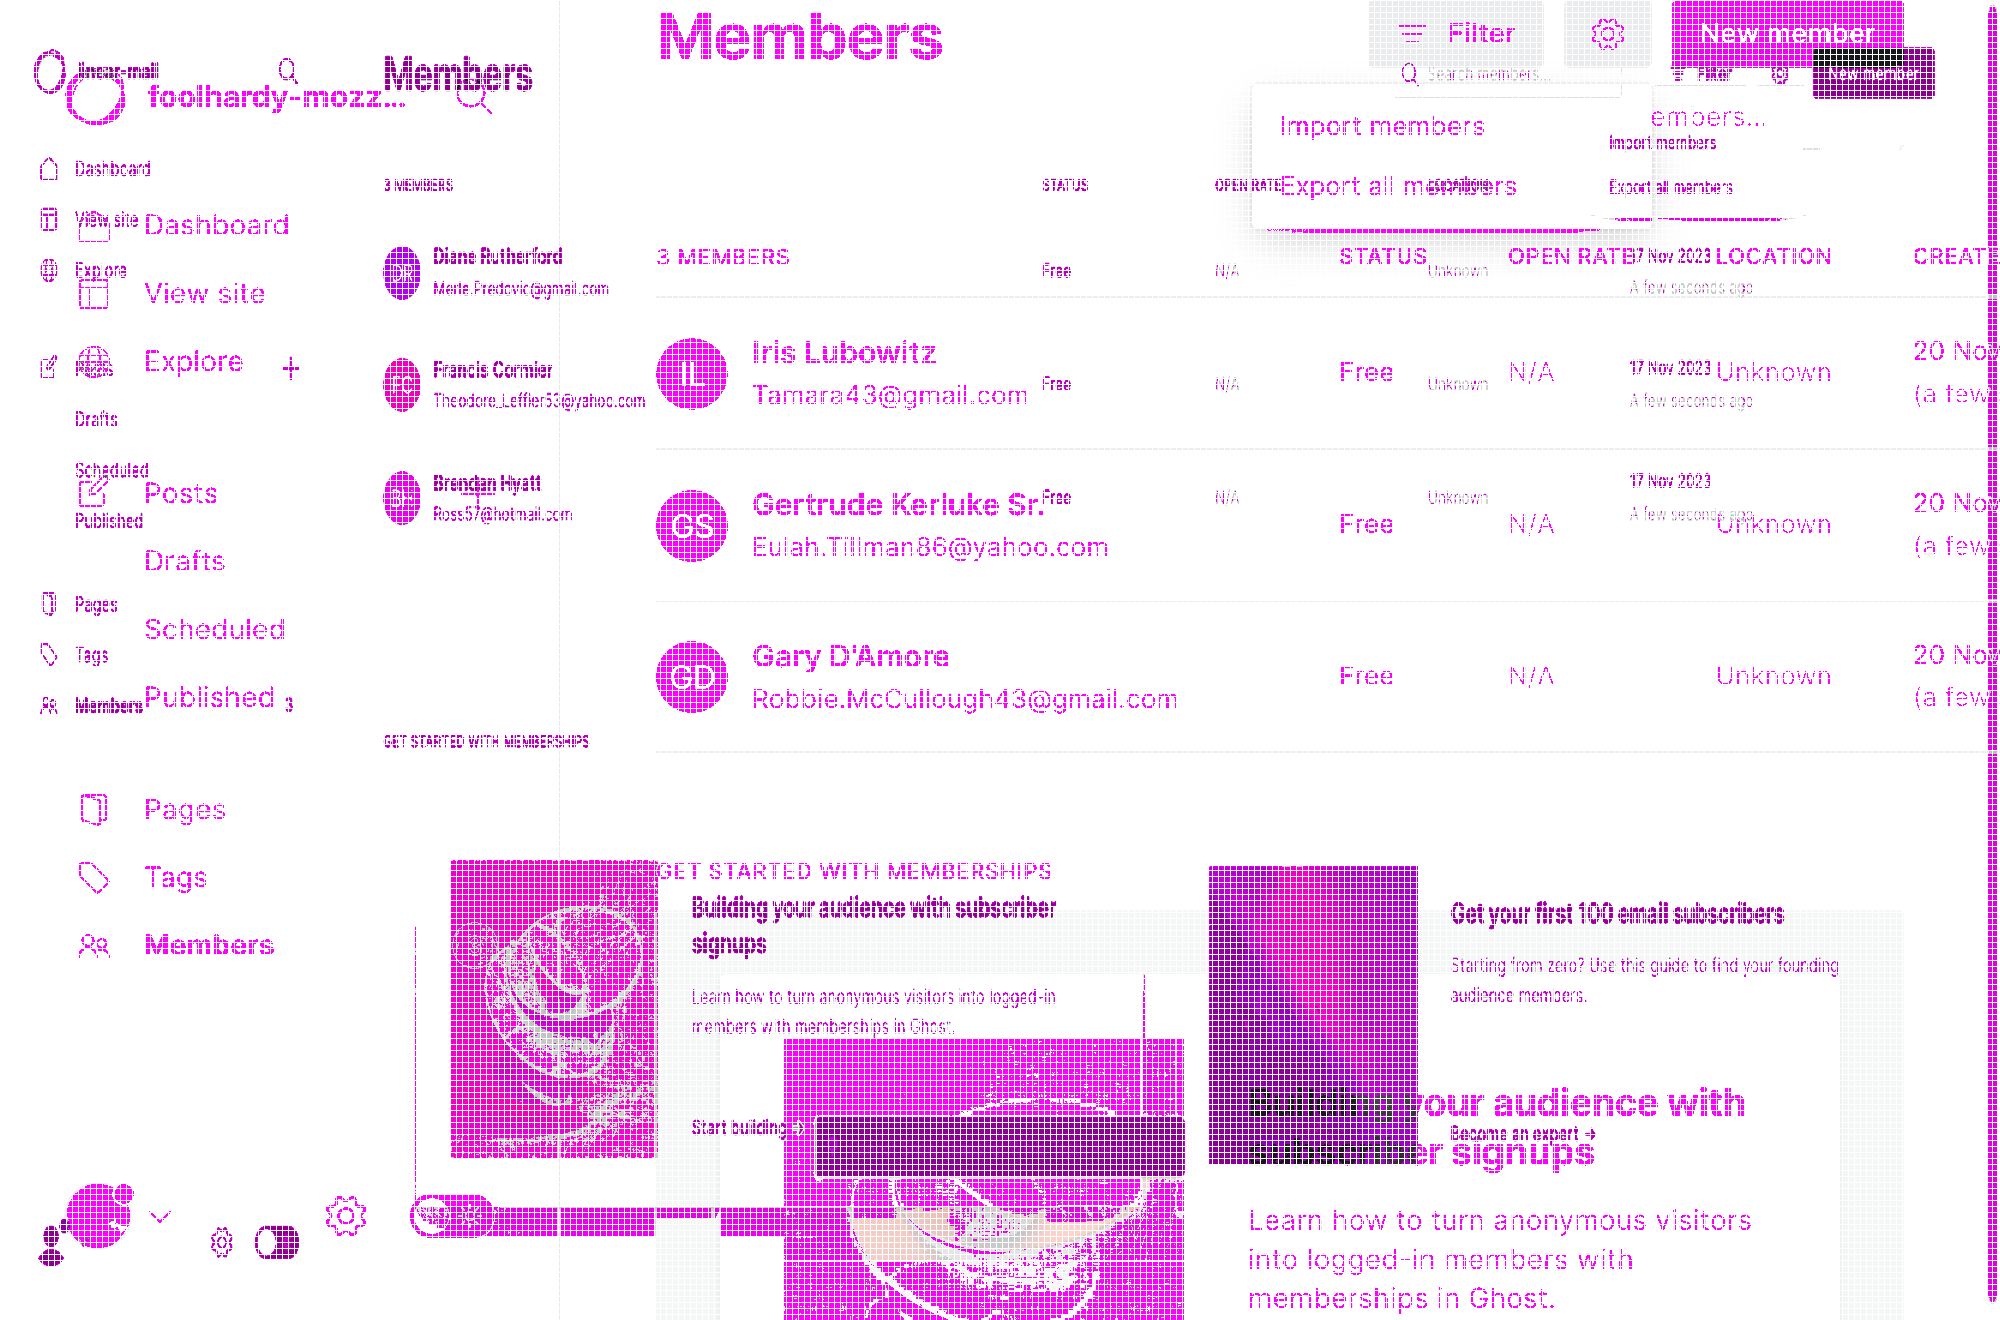 Members
Filter
New member
Members
Search members...
Filter
New member
foolhardy-mozz...
embers...
Import members
Import members
Dashboard
3 MEMBERS
STATUS
OPEN RATE
Export all members
Export all members
View site
Dashboard
3 MEMBERS
STATUS
OPEN RATE
LOCATION
CREATE
Diane Rutherford
17 Nov 2023
Explore
Free
N/A
Unknown
Merle.Predovic@gmail.com
A few seconds ago
View site
Explore
Iris Lubowitz
20 Nov
Francis Cormier
17 Nov 2023
Free
N/A
Unknown
Free
N/A
Unknown
Tamara43@gmail.com
(a few
Theodore_Leffler53@yahoo.com
A few seconds ago
Drafts
Scheduled
Brendan Hyatt
17 Nov 2023
Posts
Gertrude Kerluke Sr.
Free
N/A
Unknown
20 Nov
Ross57@hotmail.com
A few seconds ago
Published
Free
N/A
Unknown
Eulah.Tillman86@yahoo.com
(a few
Drafts
Pages
Scheduled
Tags
Gary D'Amore
20 Nov
Free
N/A
Unknown
Robbie.McCullough43@gmail.com
(a few
Members
Published
3
GET STARTED WITH MEMBERSHIPS
Pages
GET STARTED WITH MEMBERSHIPS
Tags
Building your audience with subscriber
signups
Get your first 100 email subscribers
Members
Starting from zero? Use this guide to find your founding
audience members.
Learn how to turn anonymous visitors into logged-in
members with memberships in Ghost.
Building your audience with
Start building →
Become an expert →
subscriber signups
Learn how to turn anonymous visitors
into logged-in members with
memberships in Ghost.